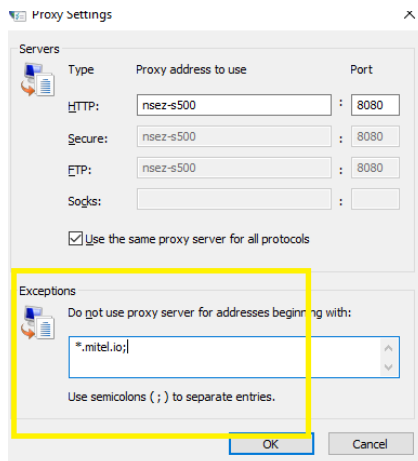 Proxy Settings
Servers
Type Proxy address to use Port
HTTP: nsez-s500 : 8080
Secure: nsez-s500 : 8080
FTP: nsez-s500 : 8080
Socks: :
Use the same proxy server for all protocols
Exceptions
Do not use proxy server for addresses beginning with:
*.mitel.io;
Use semicolons ( ; ) to separate entries.
OK Cancel